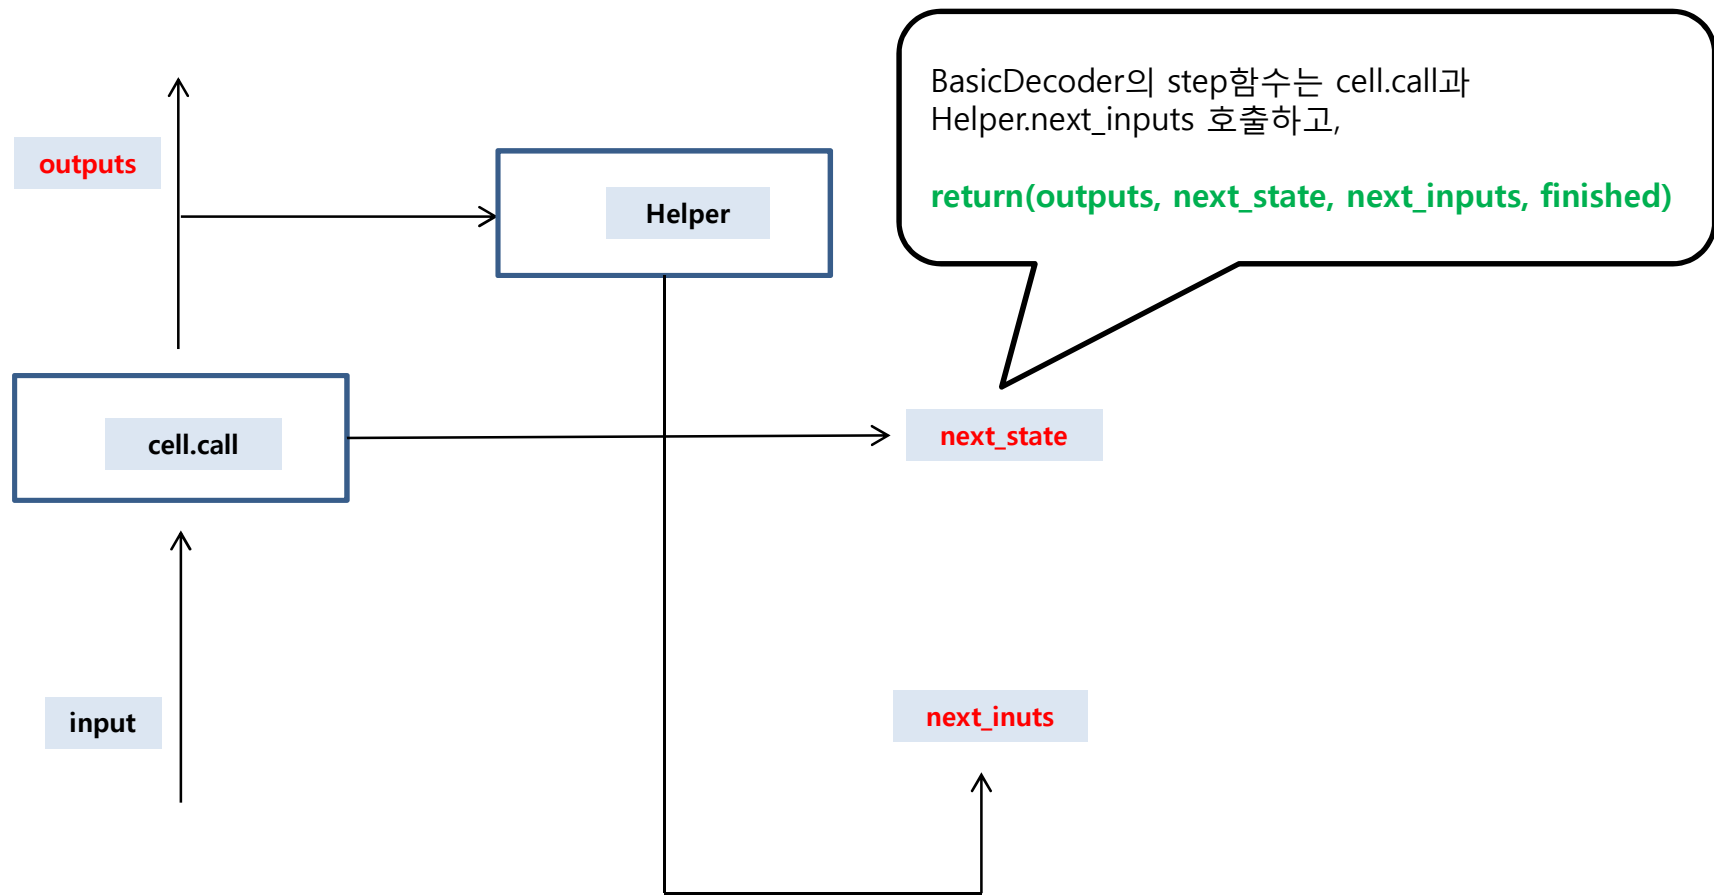 BasicDecoder의 step함수는 cell.call과
Helper.next_inputs 호출하고,
return(outputs, next_state, next_inputs, finished)
outputs
Helper
cell.call
next_state
input
next_inuts